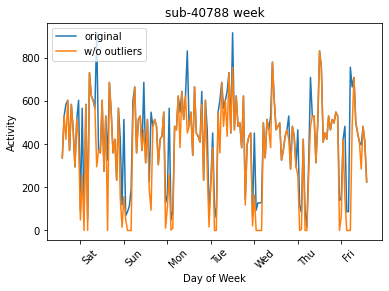 sub-40788 week
original
w/o outliers
Activity
800
600
400
200
0
Sat
Sun
Mon
Tue
Wed
Thu
Fri
Day of Week